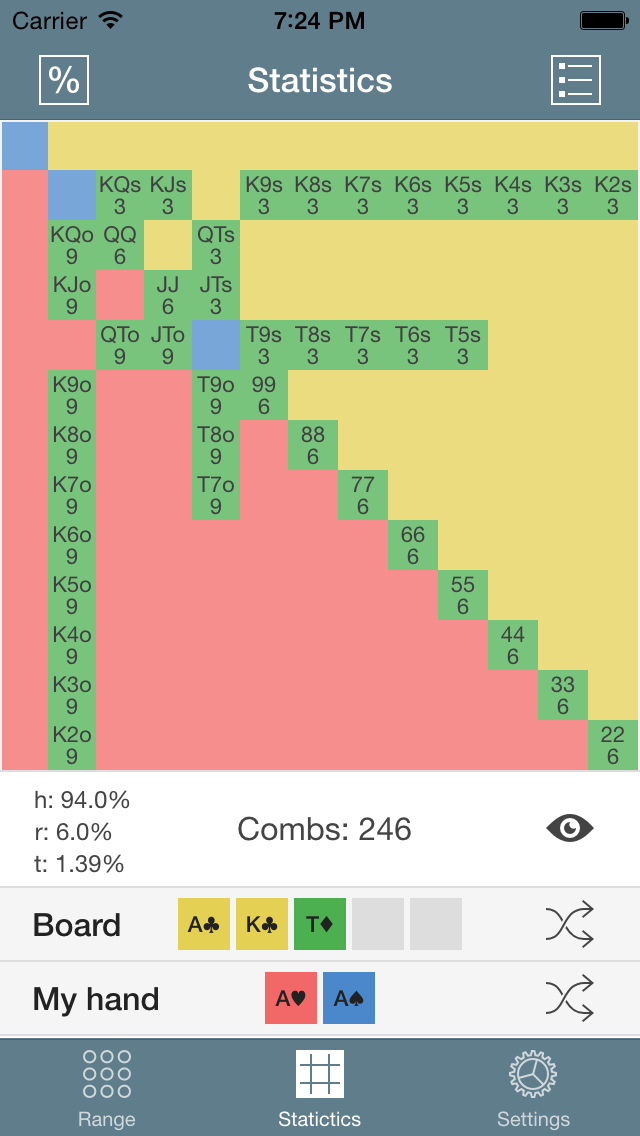 Carrier 7:24 PM
% Statistics
KQs KJs K9s K8s K7s K6s K5s K4s K3s K2s
3 3 3 3 3 3 3 3 3 3
KQo QQ QTs
9 6 3
KJo JJ JTs
9 6 3
QTo JTo T9s T8s T7s T6s T5s
9 9 3 3 3 3 3
K9o T9o 99
9 9 6
K8o T8o 88
9 9 6
K7o T7o 77
9 9 6
K6o 66
9 6
K5o 55
9 6
K4o 44
9 6
K3o 33
9 6
K2o 22
9 6
h: 94.0%
r: 6.0%
t: 1.39%
Combs: 246
Board A♣ K♣ T♦
My hand A♥ A♠
Range Statictics Settings